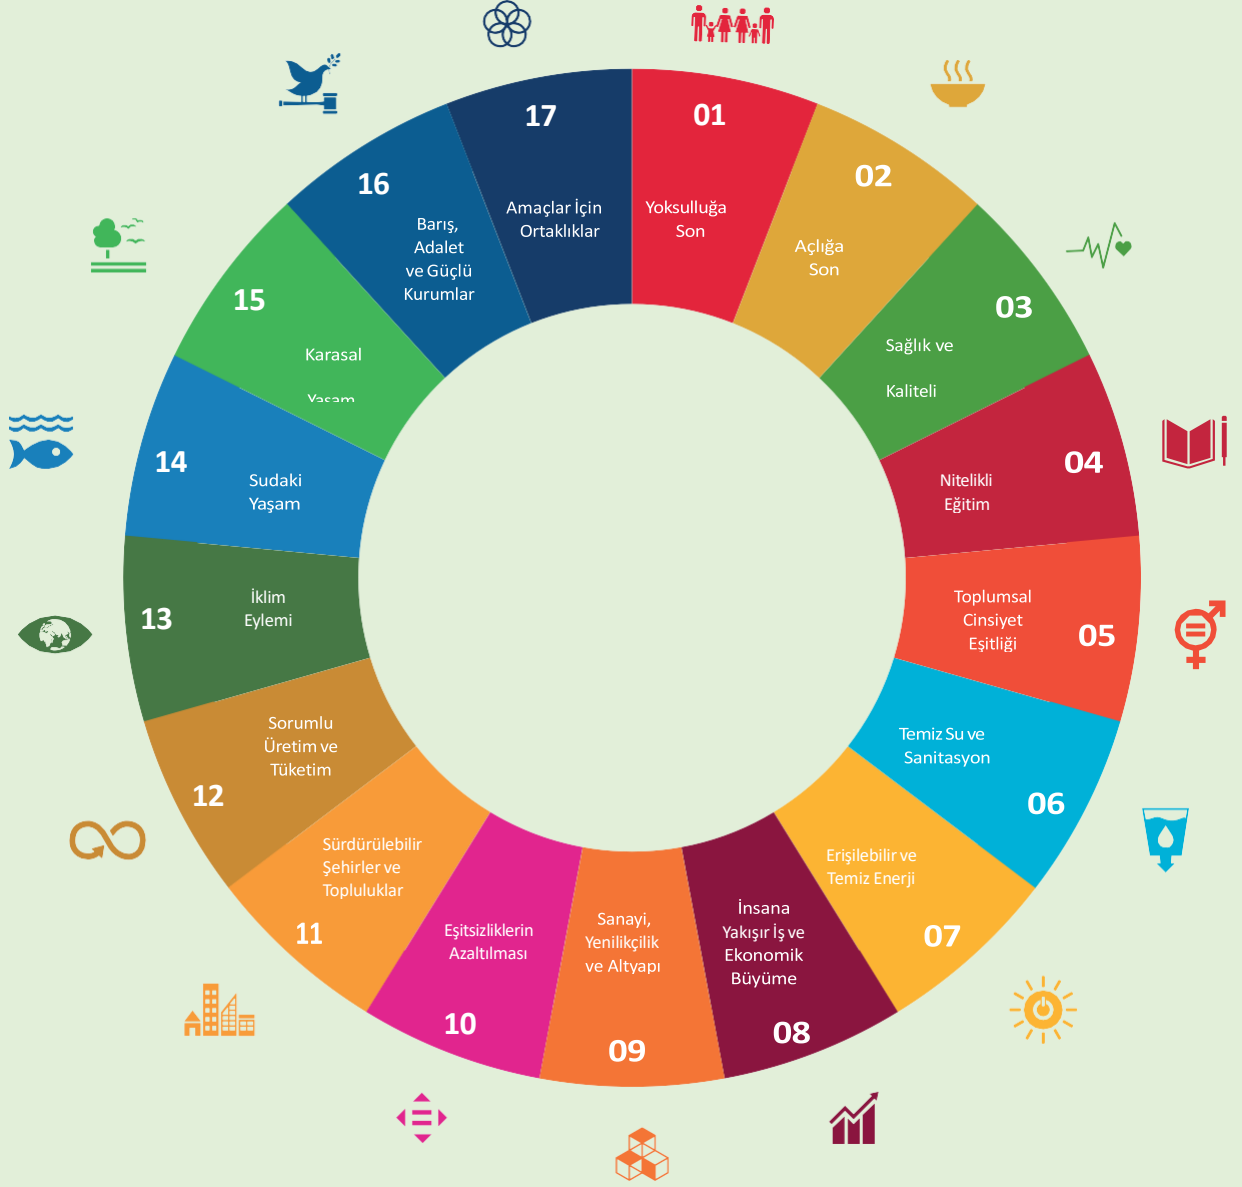 01
Yoksulluğa
Son
02
Açlığa
Son
03
Sağlık ve
Kaliteli
04
Nitelikli
Eğitim
05
Toplumsal
Cinsiyet
Eşitliği
06
Temiz Su ve
Sanitasyon
07
Erişilebilir ve
Temiz Enerji
08
İnsana
Yakışır İş ve
Ekonomik
Büyüme
09
Sanayi,
Yenilikçilik
ve Altyapı
10
Eşitsizliklerin
Azaltılması
11
Sürdürülebilir
Şehirler ve
Topluluklar
12
Sorumlu
Üretim ve
Tüketim
13
İklim
Eylemi
14
Sudaki
Yaşam
15
Karasal
Yaşam
16
Barış,
Adalet
ve Güçlü
Kurumlar
17
Amaçlar İçin
Ortaklıklar